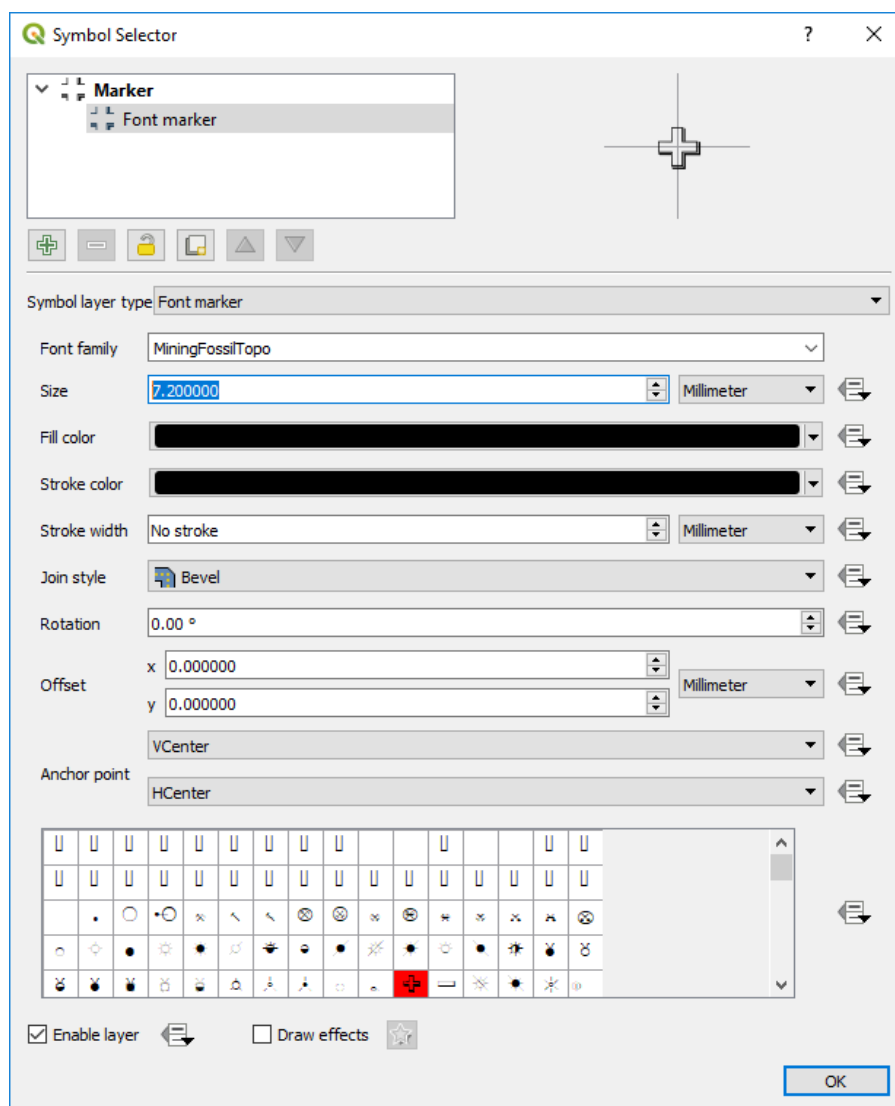 Symbol Selector
Marker
Font marker
Symbol layer type Font marker
Font family MiningFossilTopo
Size 7.200000 Millimeter
Fill color
Stroke color
Stroke width No stroke Millimeter
Join style Bevel
Rotation 0.00 °
x 0.000000
Offset Millimeter
y 0.000000
VCenter
Anchor point
HCenter
Enable layer Draw effects
OK